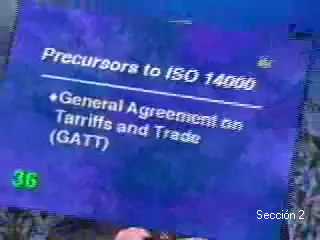 Precursors to ISO 14000
♦General Agreement on
Tarriffs and Trade
(GATT)
36
Sección 2